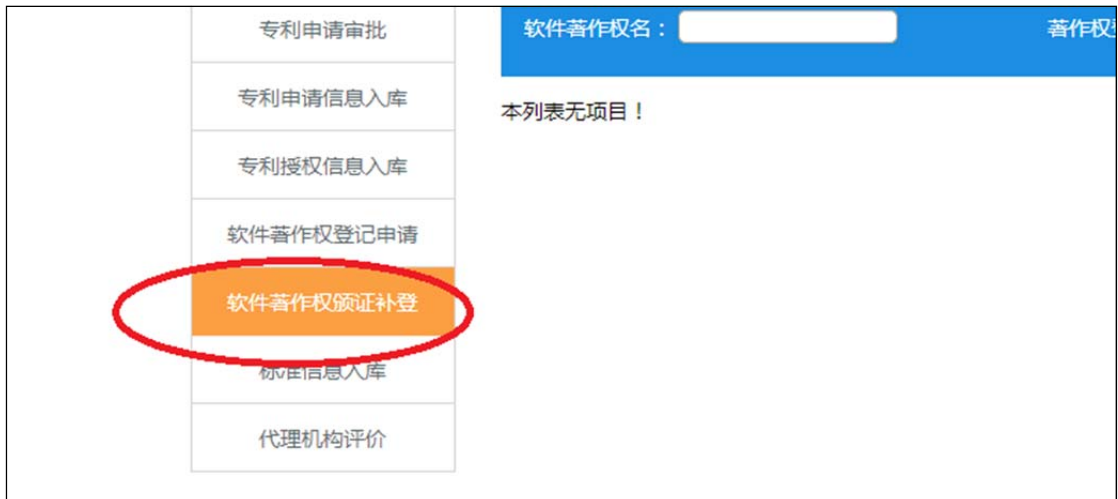 专利申请审批
软件著作权名：
著作权
专利申请信息入库
本列表无项目！
专利授权信息入库
软件著作权登记申请
软件著作权颁证补登
标准信息入库
代理机构评价